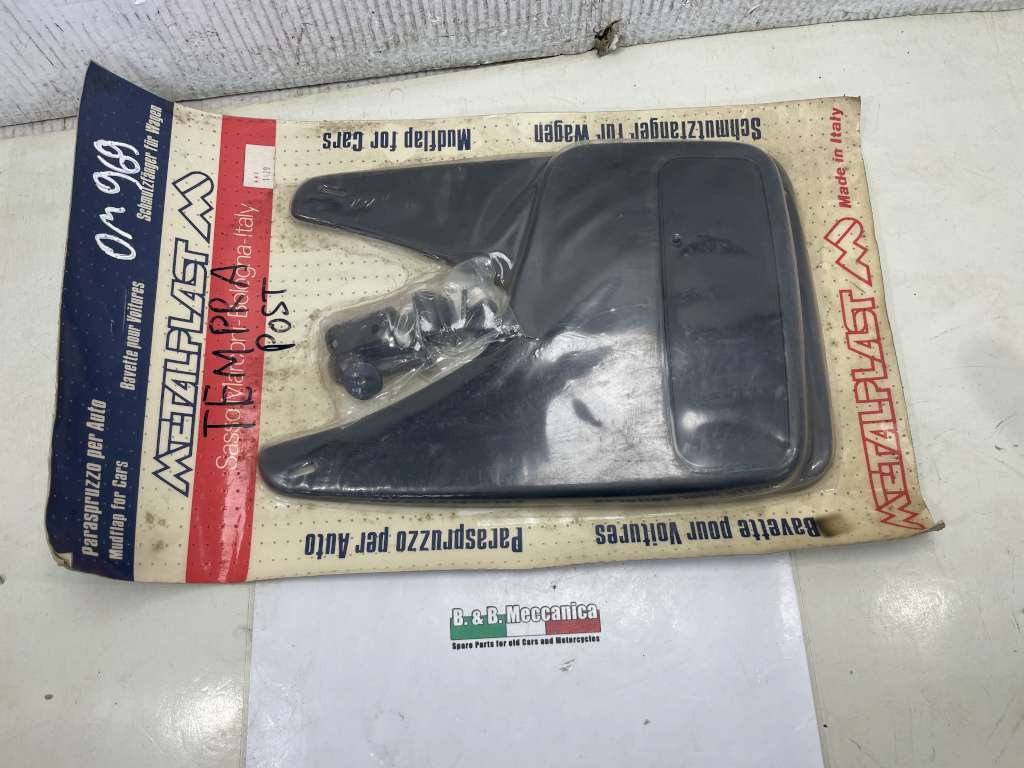 OM 969
Paraspruzzo per Auto
Mudflap for Cars
Bavette pour Voitures
Schmutzfänger für Wagen
METALPLAST
Sasso Marconi-Bologna-Italy
TEMPRA
POST
Mudflap for Cars
Schmutzfänger für Wagen
Made in Italy
METALPLAST
Paraspruzzo per Auto
Bavette pour Voitures
B. & B. Meccanica
Spare Parts for old Cars and Motorcycles